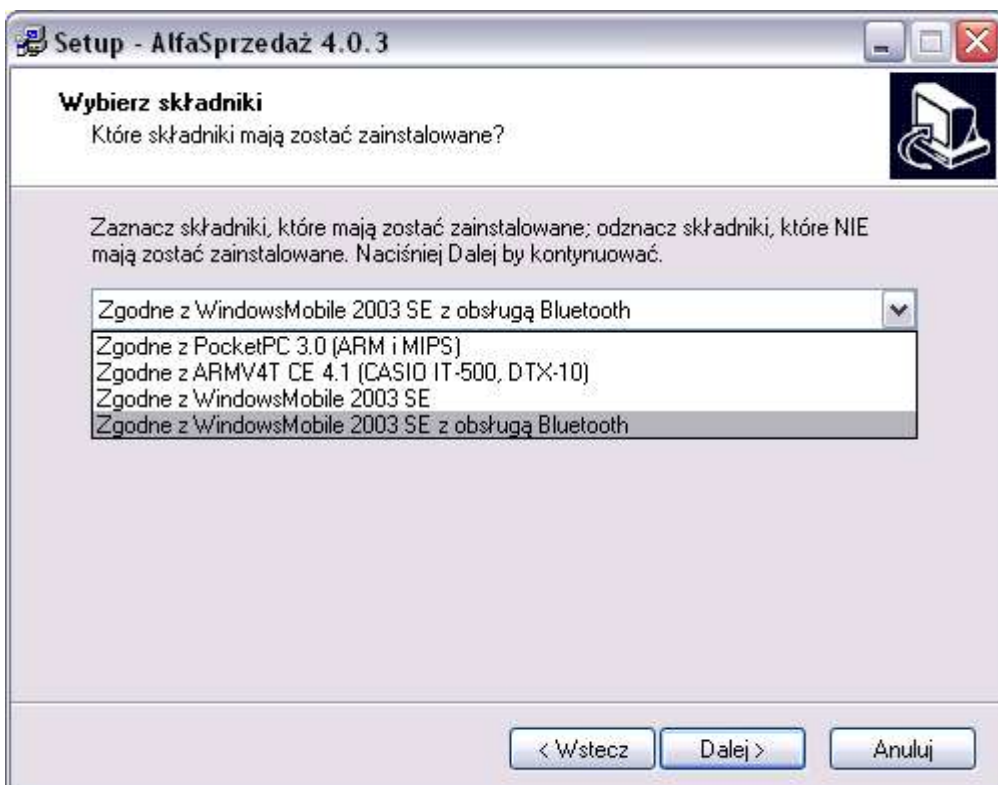 Setup - AlfaSprzedaż 4.0.3
Wybierz składniki
Które składniki mają zostać zainstalowane?
Zaznacz składniki, które mają zostać zainstalowane; odznacz składniki, które NIE
mają zostać zainstalowane. Naciśniej Dalej by kontynuować.
Zgodne z WindowsMobile 2003 SE z obsługą Bluetooth
Zgodne z PocketPC 3.0 (ARM i MIPS)
Zgodne z ARMV4T CE 4.1 (CASIO IT-500, DTX-10)
Zgodne z WindowsMobile 2003 SE
Zgodne z WindowsMobile 2003 SE z obsługą Bluetooth
< Wstecz Dalej > Anuluj